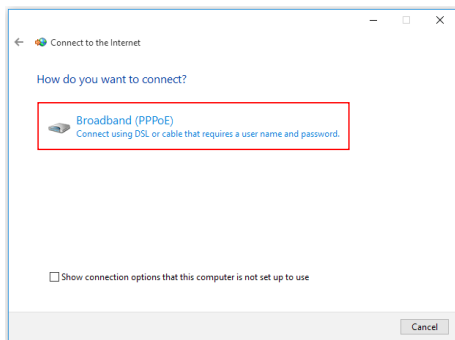 Connect to the Internet
How do you want to connect?
Broadband (PPPoE)
Connect using DSL or cable that requires a user name and password.
Show connection options that this computer is not set up to use
Cancel